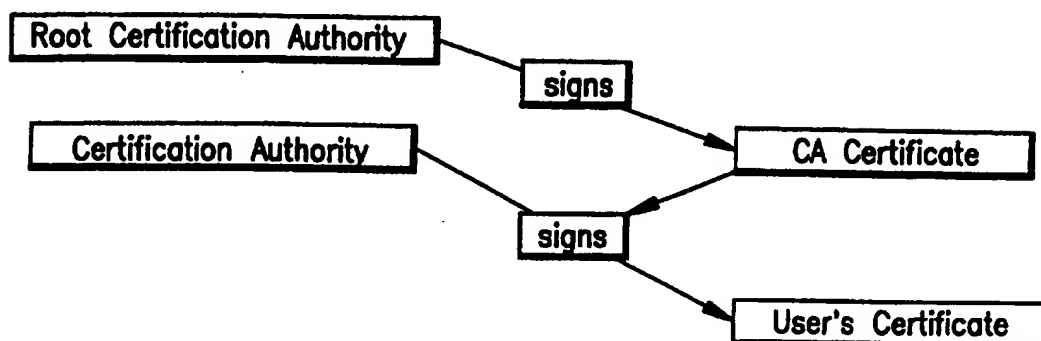 Root Certification Authority
signs
Certification Authority
CA Certificate
signs
User's Certificate